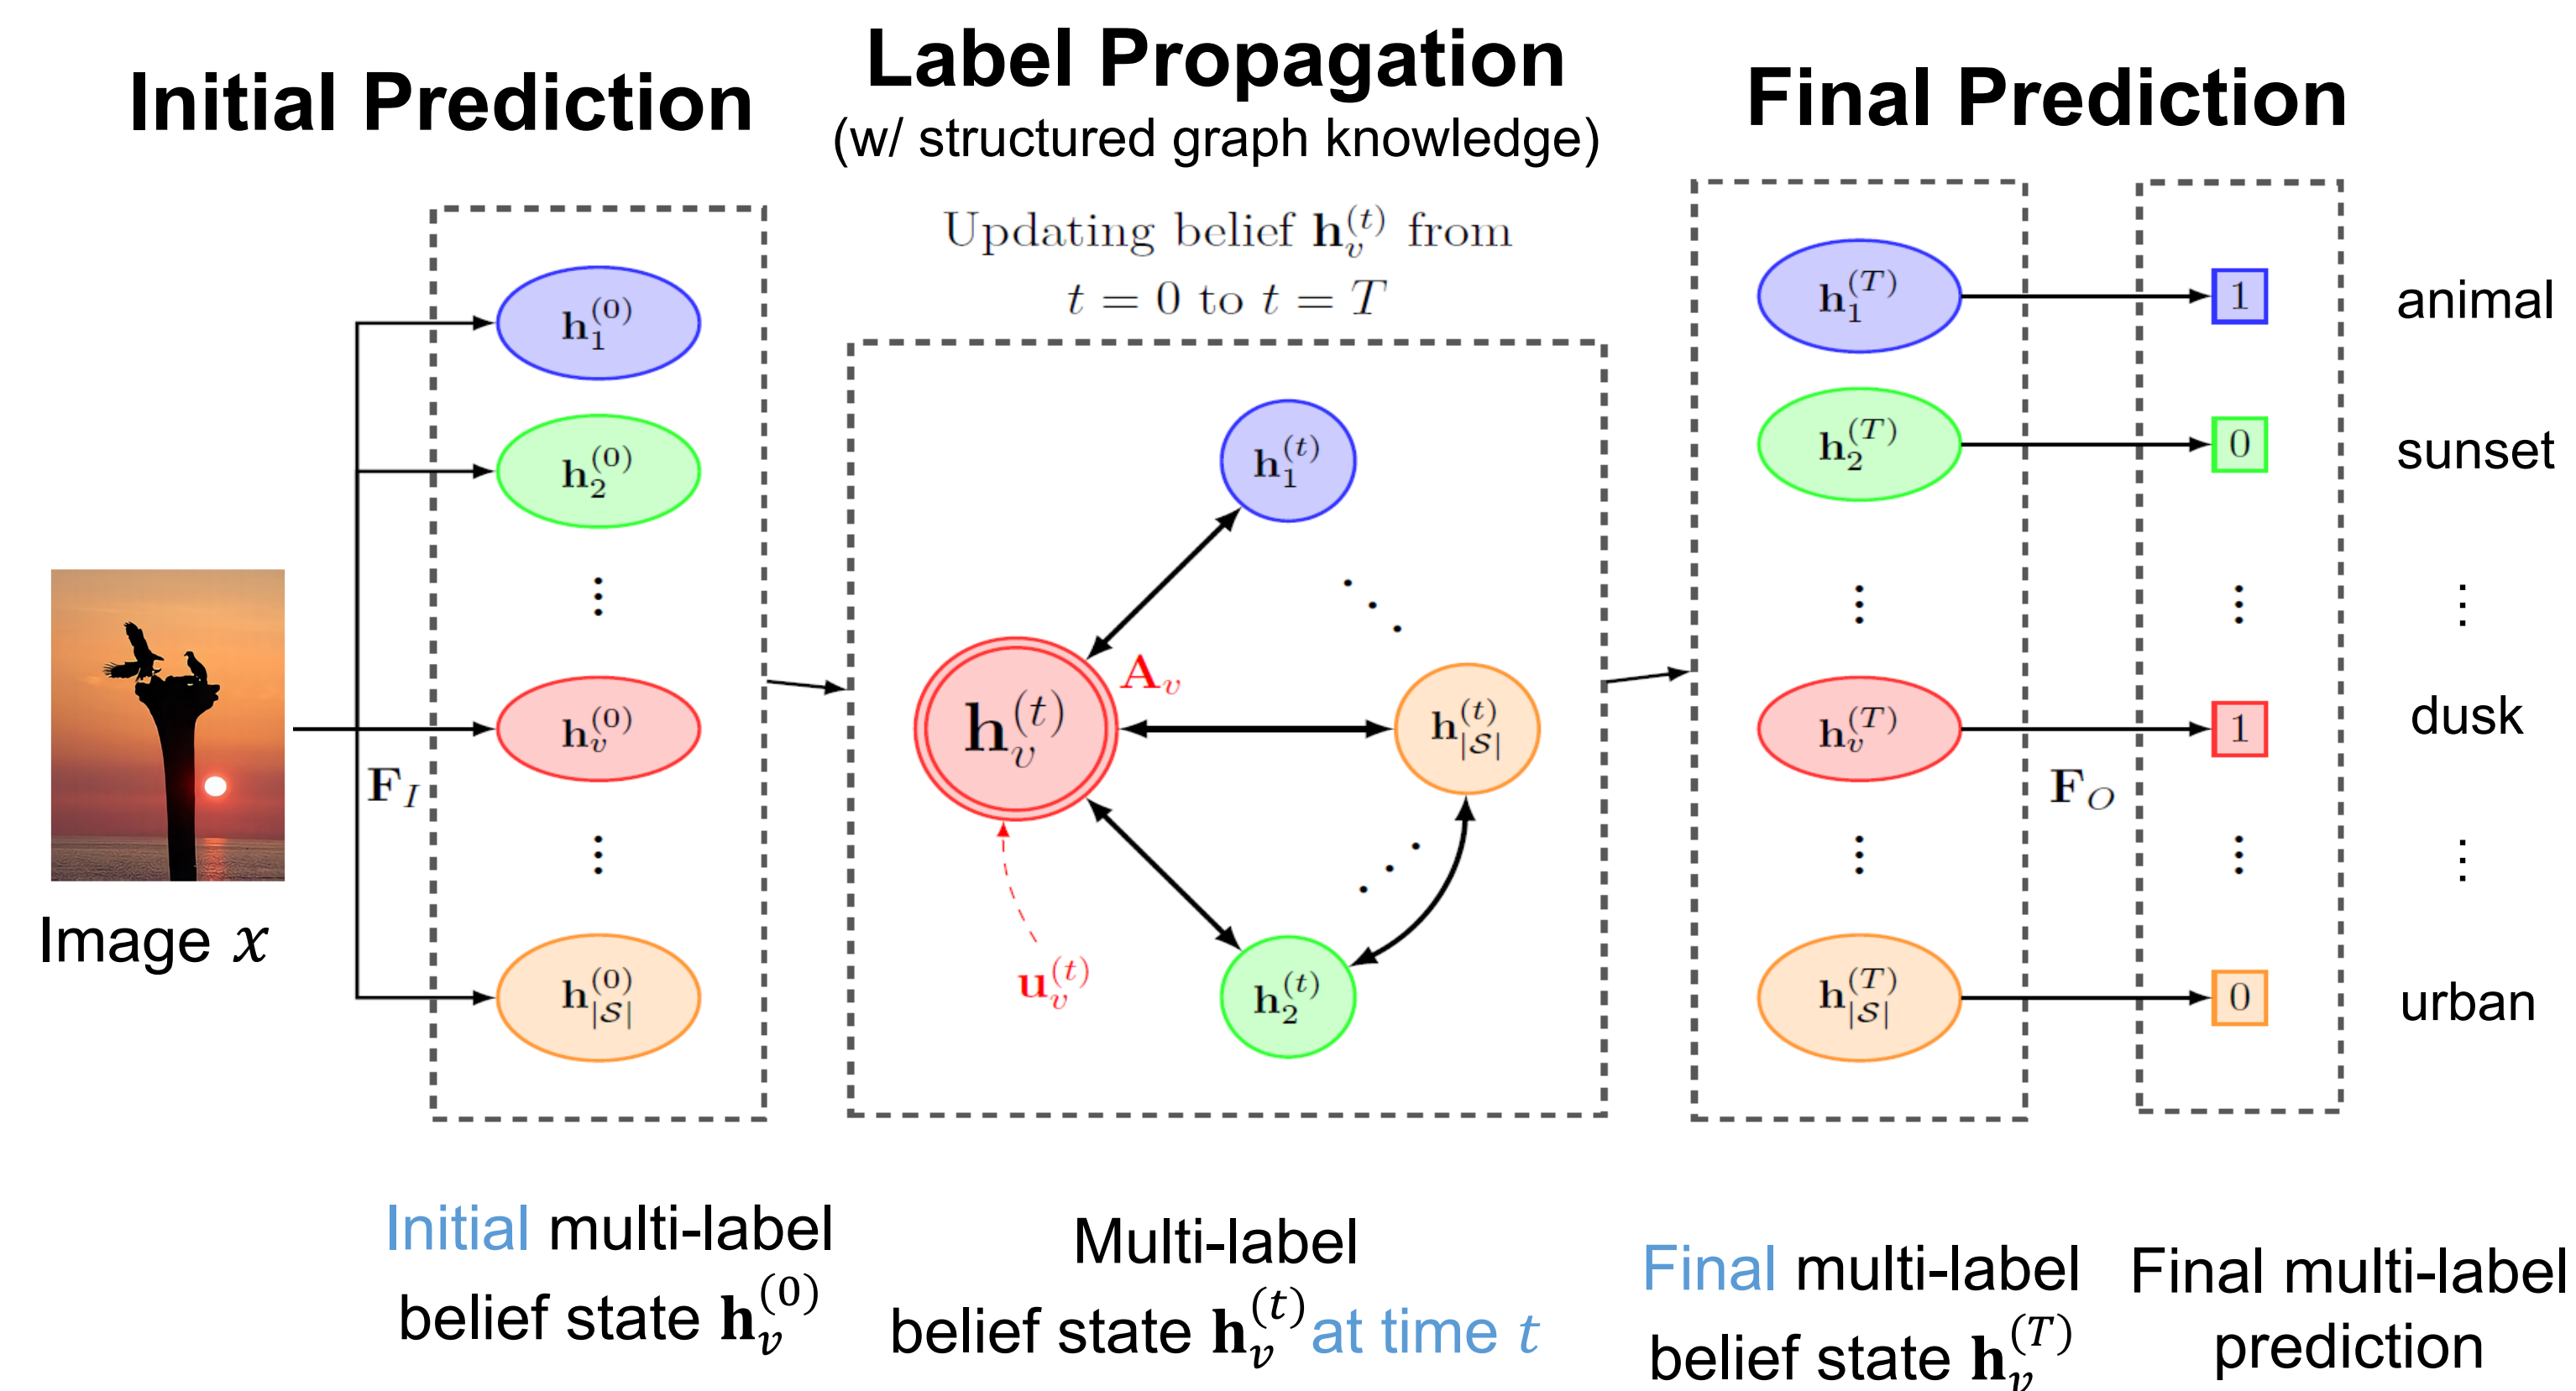 Initial Prediction
Label Propagation
(w/ structured graph knowledge)
Final Prediction
Updating belief h_v^{(t)} from
t = 0 to t = T
h_1^{(0)}
h_2^{(0)}
⋮
h_v^{(0)}
F_I
⋮
h_{|S|}^{(0)}
Image x
h_1^{(t)}
⋱
A_v
h_v^{(t)}
h_{|S|}^{(t)}
⋰
u_v^{(t)}
h_2^{(t)}
h_1^{(T)} 1 animal
h_2^{(T)} 0 sunset
⋮ ⋮ ⋮
h_v^{(T)} 1 dusk
F_O
⋮ ⋮ ⋮
h_{|S|}^{(T)} 0 urban
Initial multi-label
belief state h_v^{(0)}
Multi-label
belief state h_v^{(t)} at time t
Final multi-label
belief state h_v^{(T)}
Final multi-label
prediction